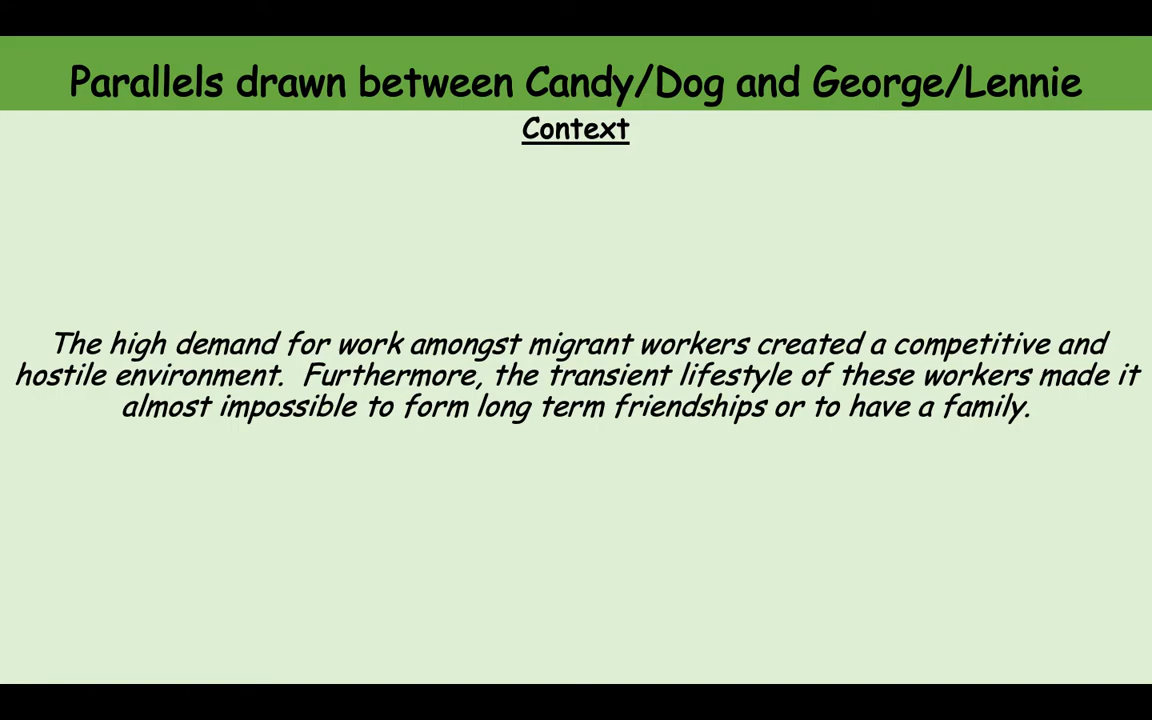 Parallels drawn between Candy/Dog and George/Lennie
Context
The high demand for work amongst migrant workers created a competitive and
hostile environment.  Furthermore, the transient lifestyle of these workers made it
almost impossible to form long term friendships or to have a family.